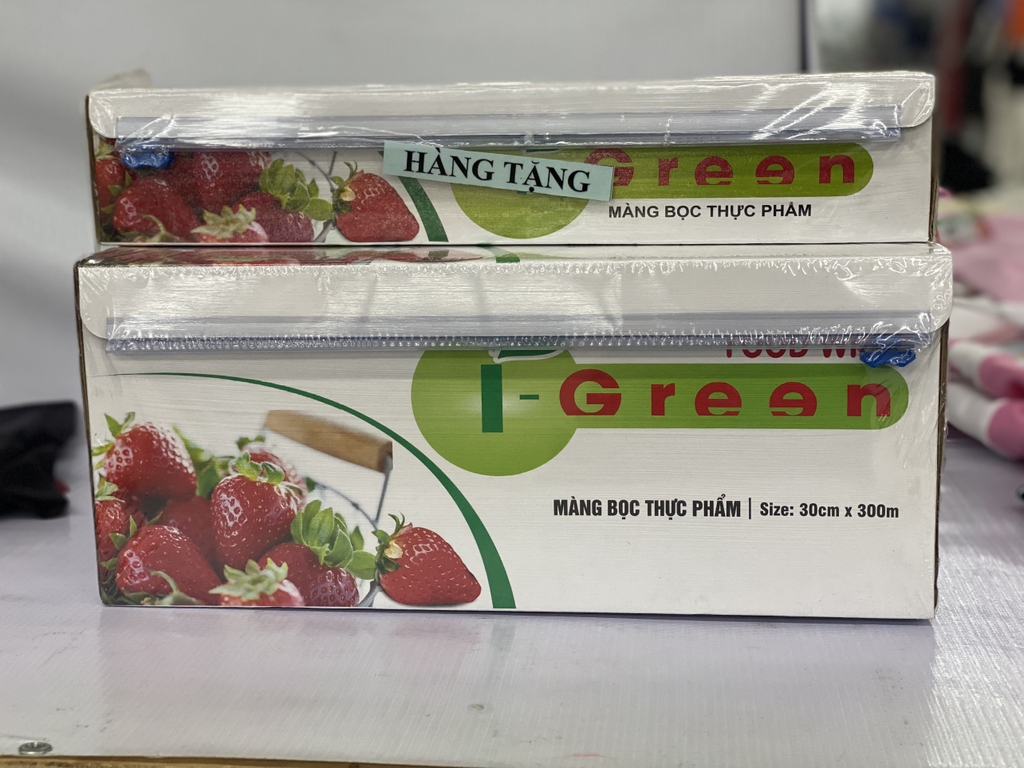 HÀNG TẶNG
Green
MÀNG BỌC THỰC PHẨM
I-Green
MÀNG BỌC THỰC PHẨM | Size: 30cm x 300m